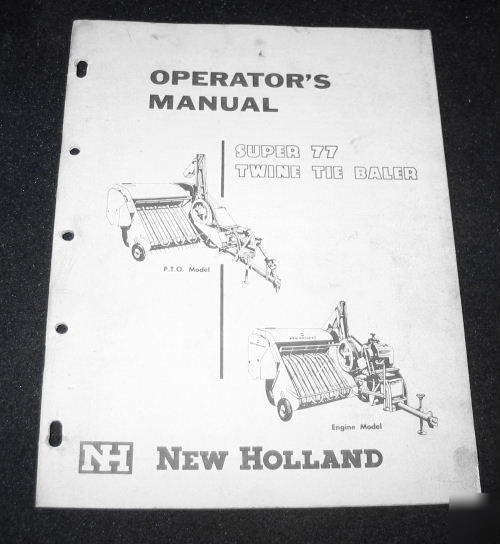 OPERATOR'S
MANUAL
SUPER 77
TWINE TIE BALER
P.T.O. Model
Engine Model
NH NEW HOLLAND